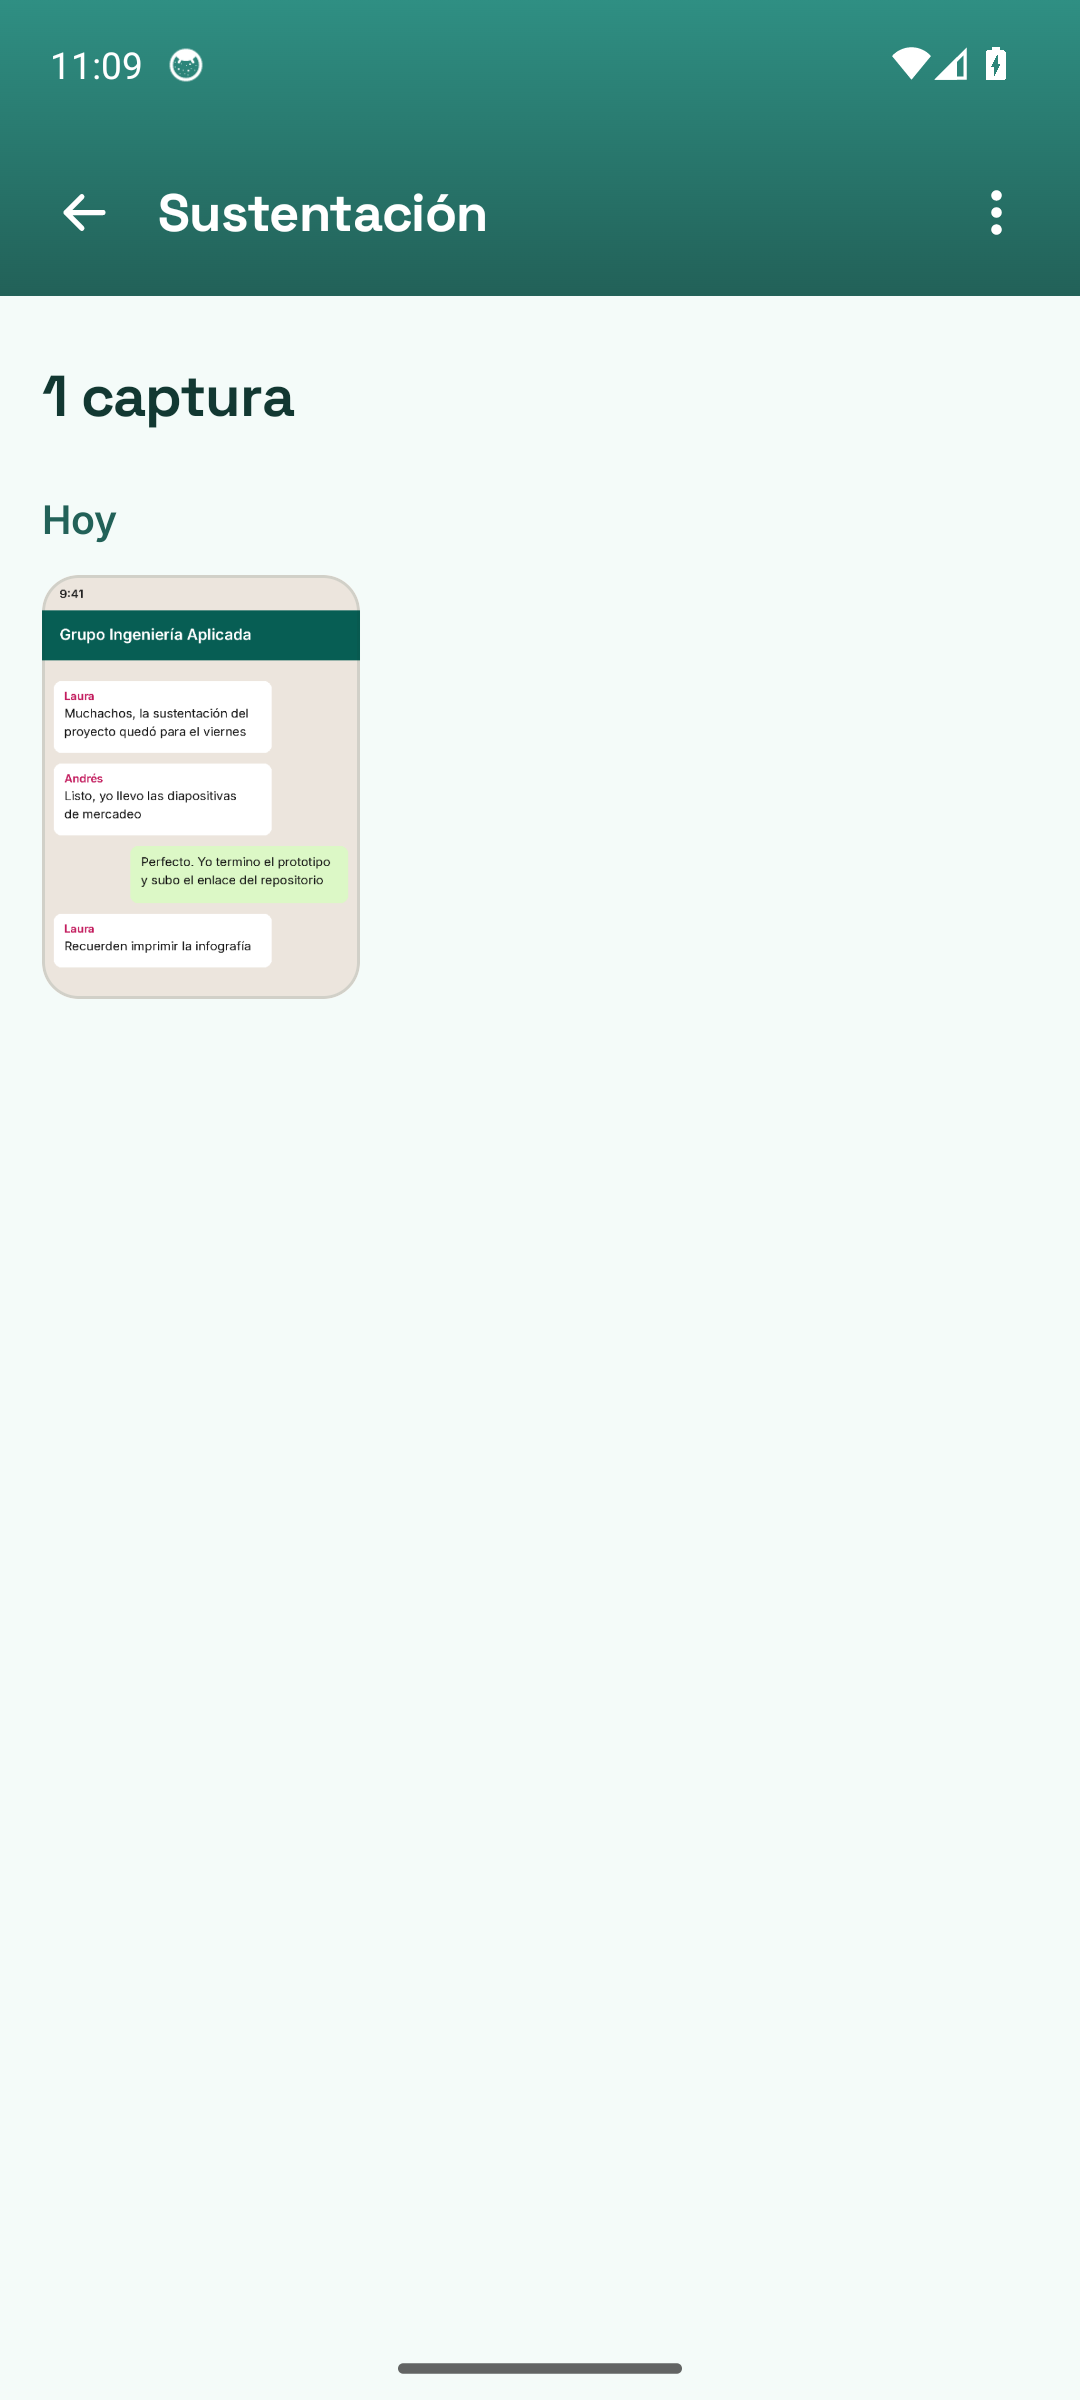 11:09
Sustentación
1 captura
Hoy
9:41
Grupo Ingeniería Aplicada
Laura
Muchachos, la sustentación del
proyecto quedó para el viernes
Andrés
Listo, yo llevo las diapositivas
de mercadeo
Perfecto. Yo termino el prototipo
y subo el enlace del repositorio
Laura
Recuerden imprimir la infografía